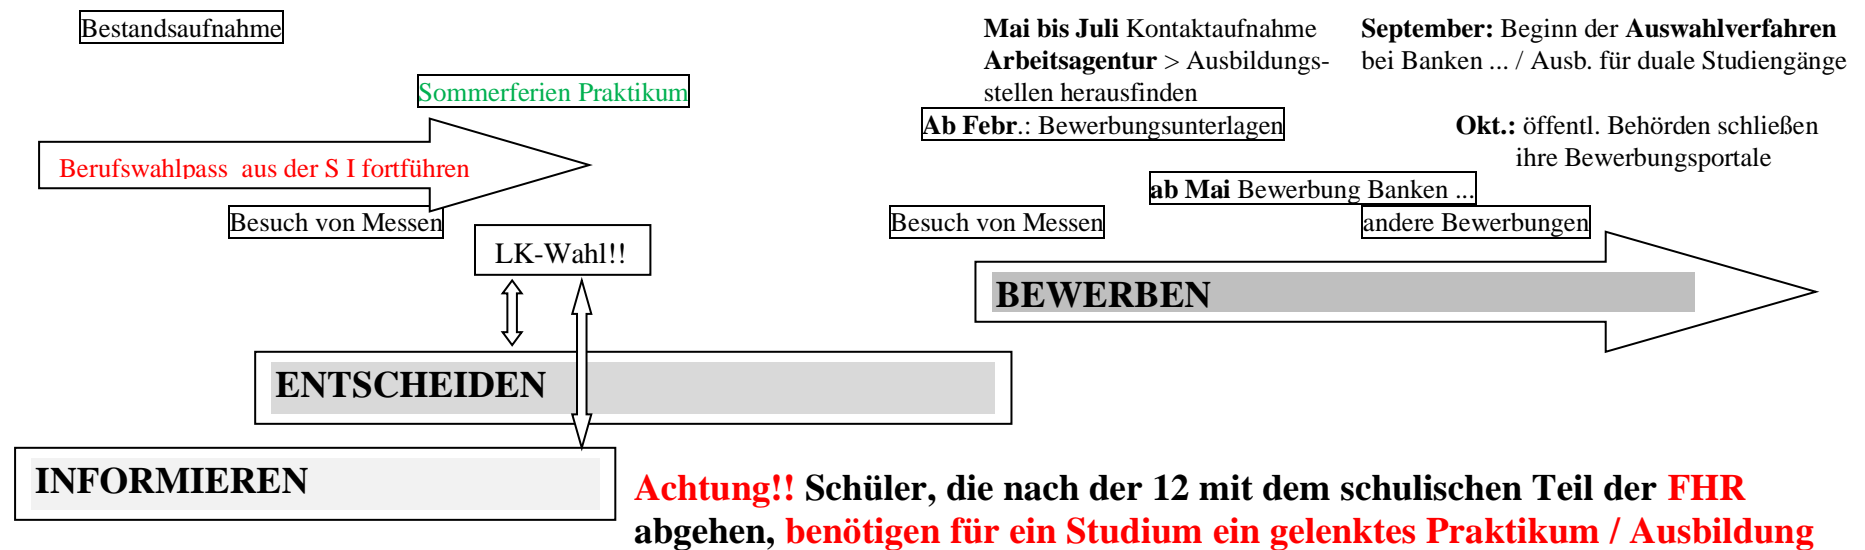 Bestandsaufnahme
Mai bis Juli Kontaktaufnahme
Arbeitsagentur > Ausbildungs-
stellen herausfinden
September: Beginn der Auswahlverfahren
bei Banken ... / Ausb. für duale Studiengänge
Sommerferien Praktikum
Ab Febr.: Bewerbungsunterlagen
Okt.: öffentl. Behörden schließen
ihre Bewerbungsportale
Berufswahlpass aus der S I fortführen
ab Mai Bewerbung Banken ...
Besuch von Messen
Besuch von Messen
andere Bewerbungen
LK-Wahl!!
BEWERBEN
ENTSCHEIDEN
INFORMIEREN
Achtung!! Schüler, die nach der 12 mit dem schulischen Teil der FHR
abgehen, benötigen für ein Studium ein gelenktes Praktikum / Ausbildung